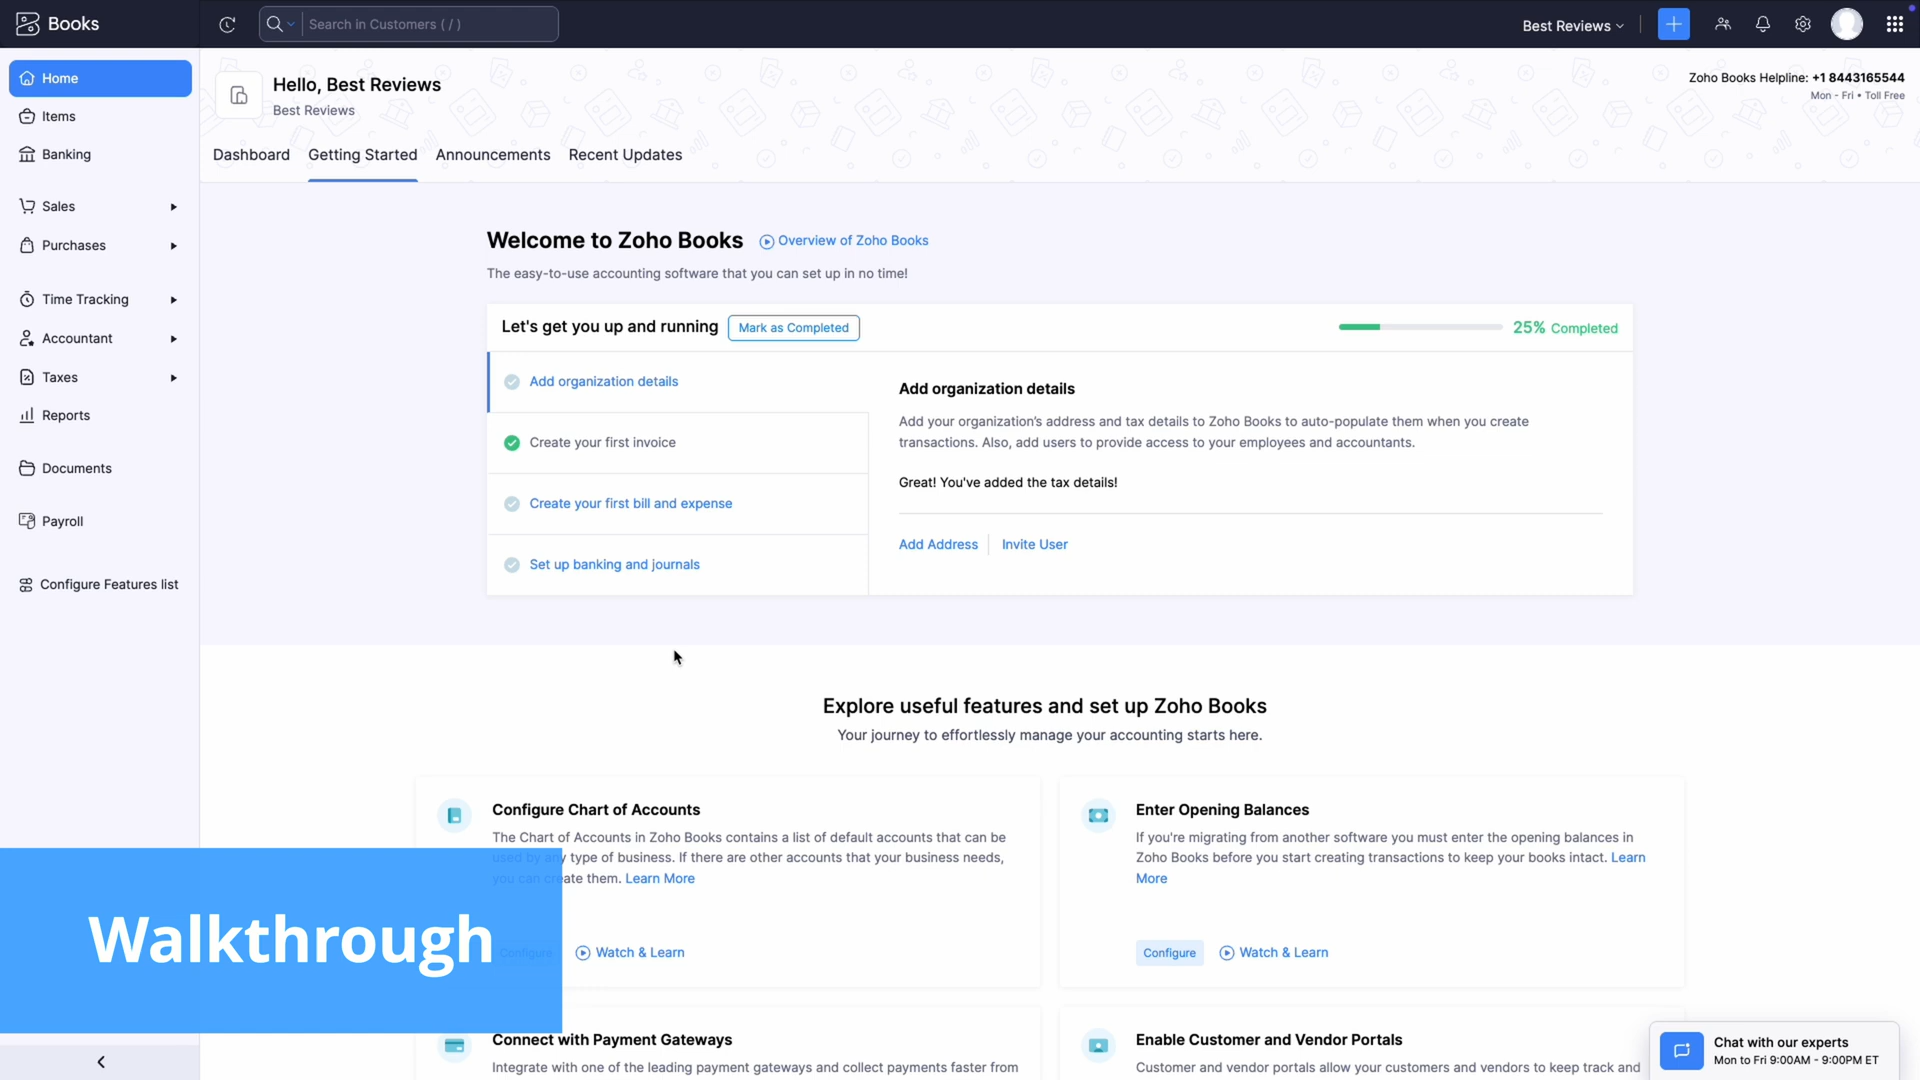 Books
Search in Customers ( / )
Best Reviews
Home
Items
Banking
Sales
Purchases
Time Tracking
Accountant
Taxes
Reports
Documents
Payroll
Configure Features list
Hello, Best Reviews
Best Reviews
Zoho Books Helpline: +1 8443165544
Mon - Fri • Toll Free
Dashboard Getting Started Announcements Recent Updates
Welcome to Zoho Books Overview of Zoho Books
The easy-to-use accounting software that you can set up in no time!
Let's get you up and running Mark as Completed 25% Completed
Add organization details
Create your first invoice
Create your first bill and expense
Set up banking and journals
Add organization details
Add your organization's address and tax details to Zoho Books to auto-populate them when you create
transactions. Also, add users to provide access to your employees and accountants.
Great! You've added the tax details!
Add Address Invite User
Explore useful features and set up Zoho Books
Your journey to effortlessly manage your accounting starts here.
Configure Chart of Accounts
The Chart of Accounts in Zoho Books contains a list of default accounts that can be
used by any type of business. If there are other accounts that your business needs,
you can create them. Learn More
Configure Watch & Learn
Enter Opening Balances
If you're migrating from another software you must enter the opening balances in
Zoho Books before you start creating transactions to keep your books intact. Learn
More
Configure Watch & Learn
Walkthrough
Connect with Payment Gateways
Integrate with one of the leading payment gateways and collect payments faster from
Enable Customer and Vendor Portals
Customer and vendor portals allow your customers and vendors to keep track and
Chat with our experts
Mon to Fri 9:00AM - 9:00PM ET